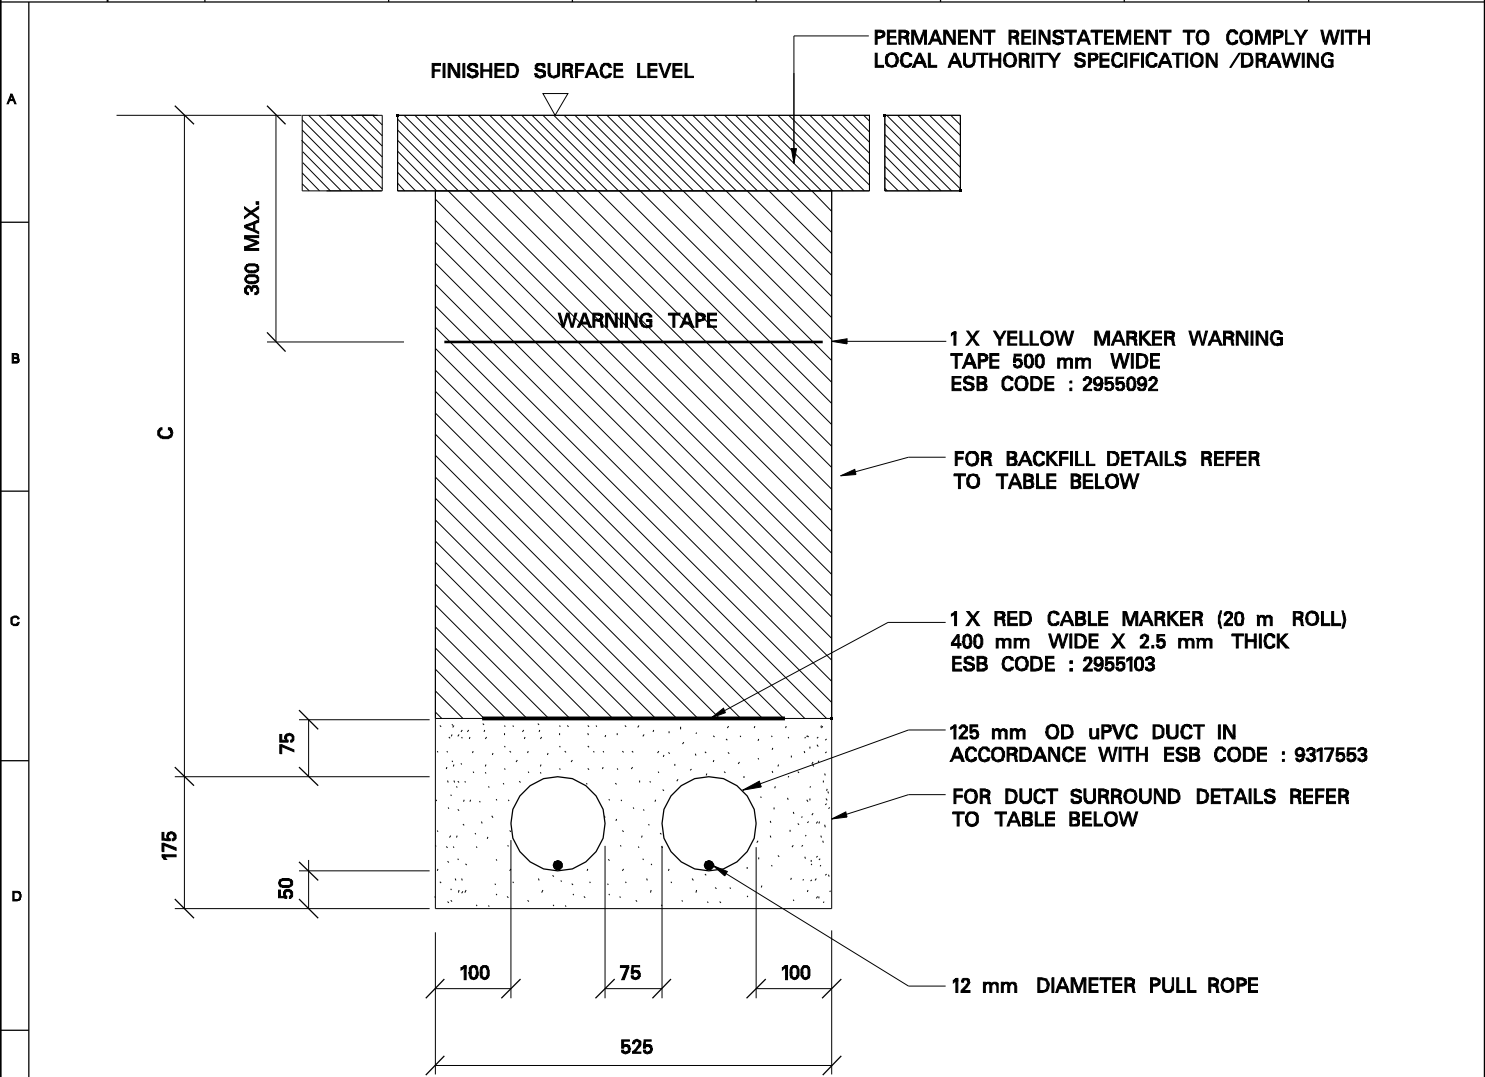 PERMANENT REINSTATEMENT TO COMPLY WITH
LOCAL AUTHORITY SPECIFICATION /DRAWING
FINISHED SURFACE LEVEL
A
300 MAX.
WARNING TAPE
1 X YELLOW MARKER WARNING
TAPE 500 mm WIDE
ESB CODE : 2955092
B
C
FOR BACKFILL DETAILS REFER
TO TABLE BELOW
1 X RED CABLE MARKER (20 m ROLL)
400 mm WIDE X 2.5 mm THICK
ESB CODE : 2955103
C
75
125 mm OD uPVC DUCT IN
ACCORDANCE WITH ESB CODE : 9317553
FOR DUCT SURROUND DETAILS REFER
TO TABLE BELOW
175
50
D
100
75
100
12 mm DIAMETER PULL ROPE
525